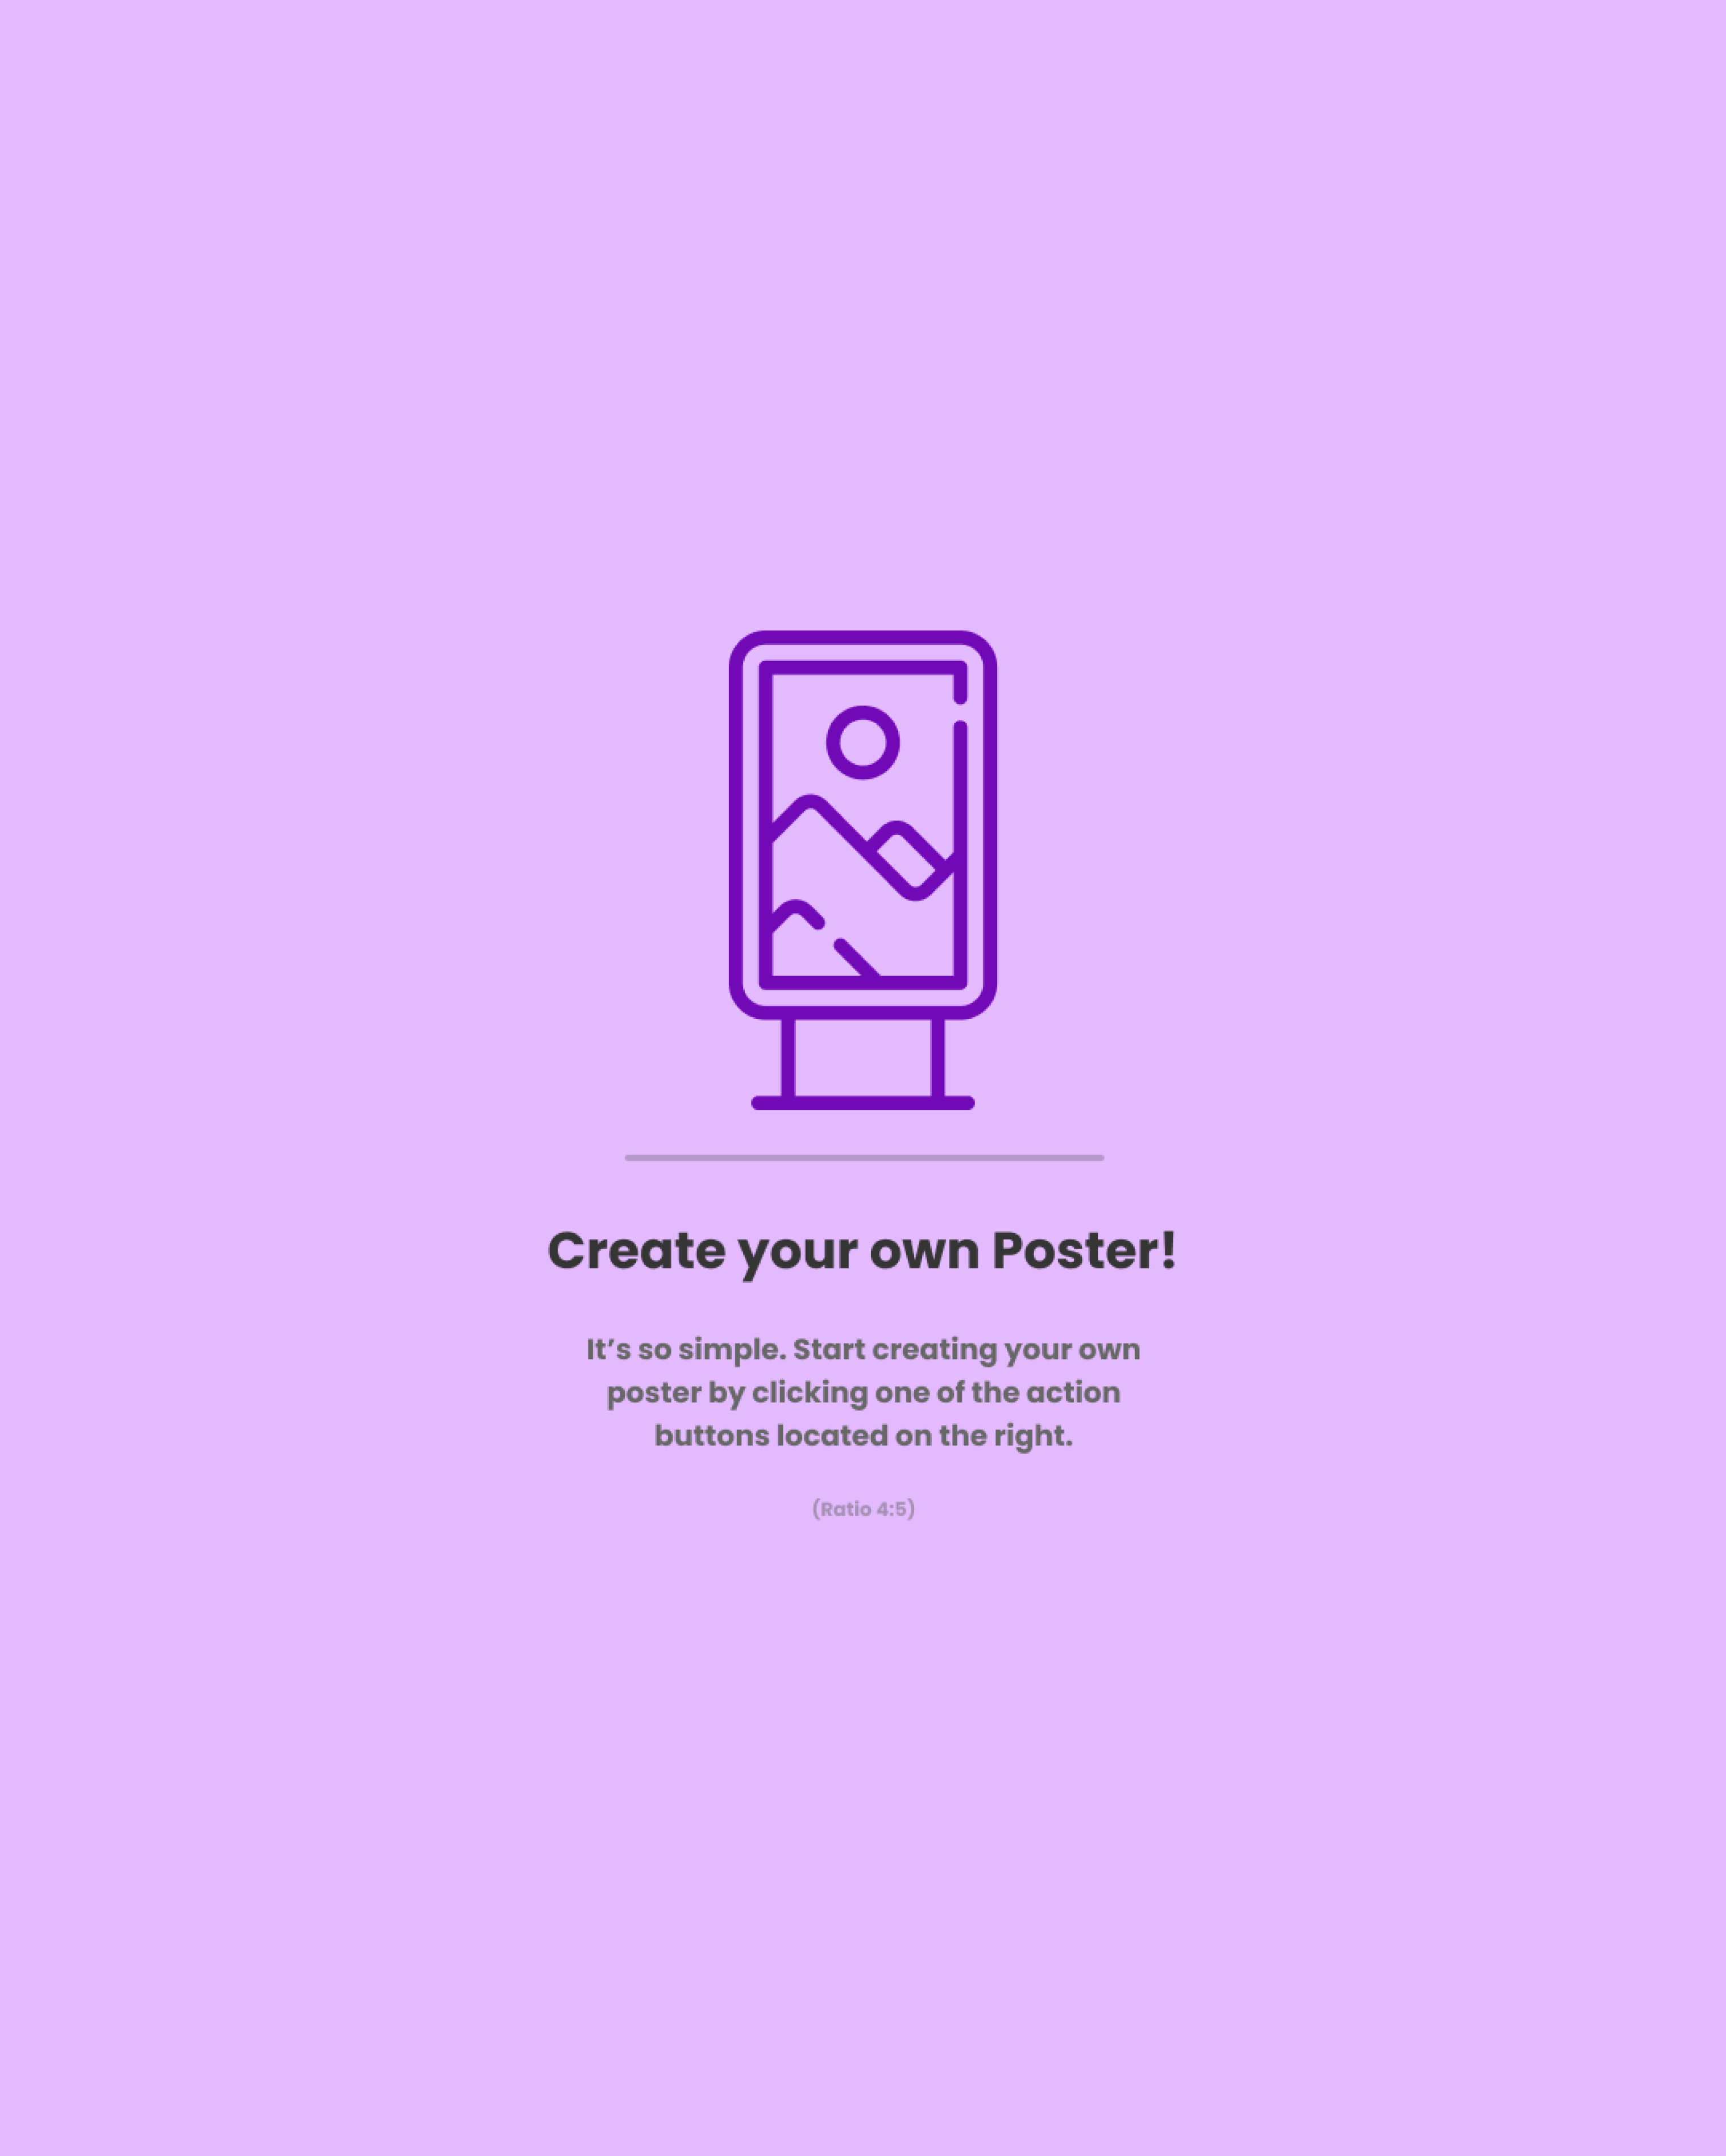 Create your own Poster!
It’s so simple. Start creating your own
poster by clicking one of the action
buttons located on the right.
(Ratio 4:5)